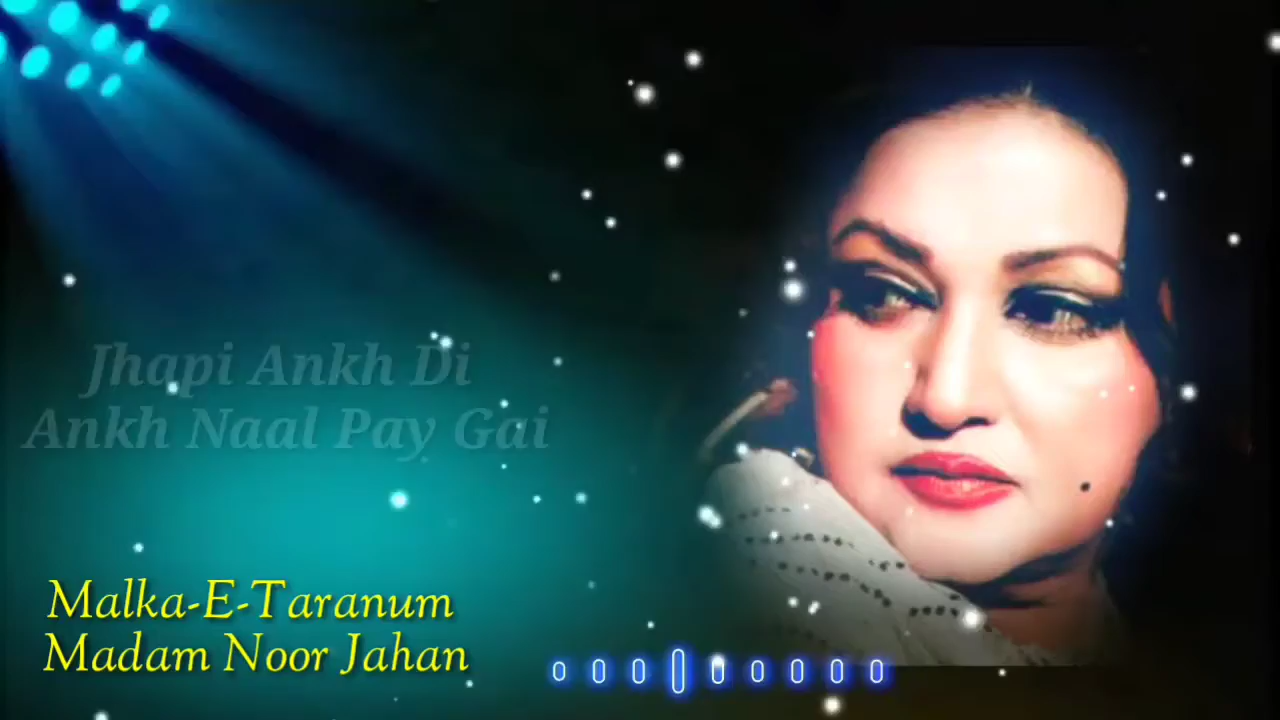 Jhapi Ankh Di
Ankh Naal Pay Gai
Malka-E-Taranum
Madam Noor Jahan